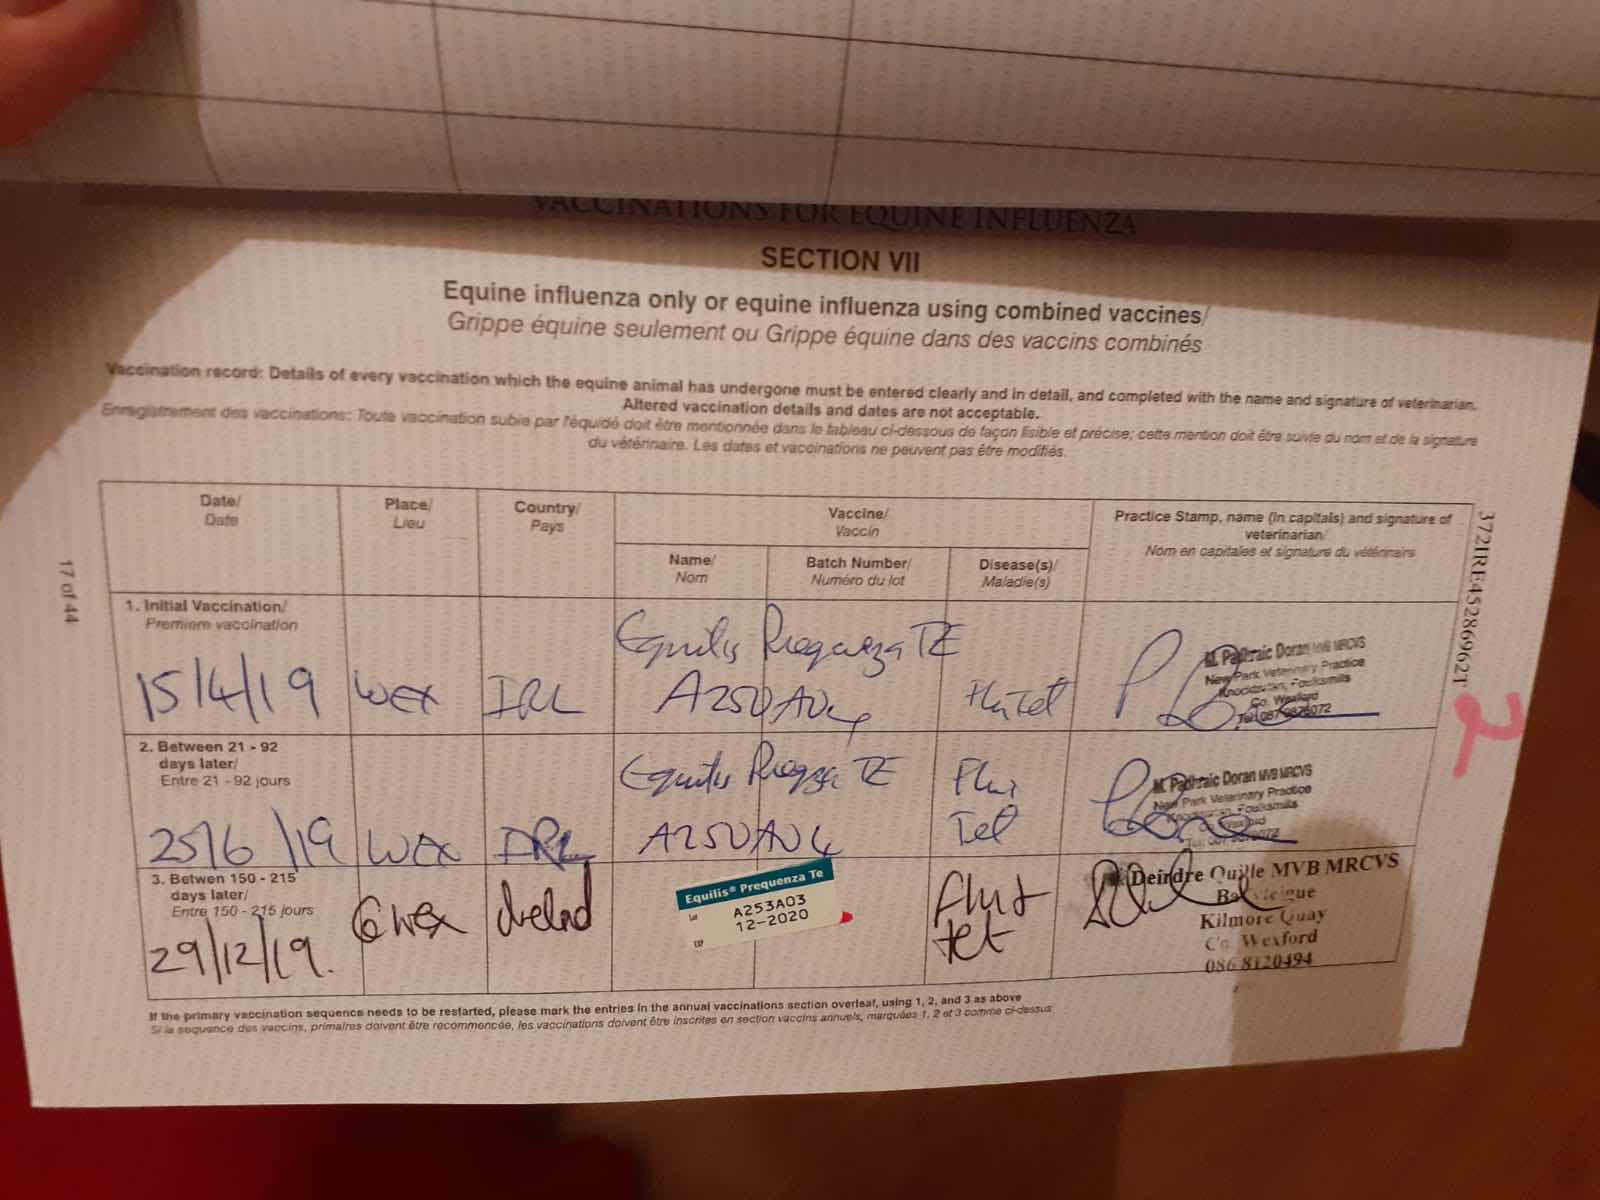 VACCINATIONS FOR EQUINE INFLUENZA
SECTION VII
Equine influenza only or equine influenza using combined vaccines/
Grippe équine seulement ou Grippe équine dans des vaccins combinés
Vaccination record: Details of every vaccination which the equine animal has undergone must be entered clearly and in detail, and completed with the name and signature of veterinarian.
Altered vaccination details and dates are not acceptable.
Enregistrement des vaccinations: Toute vaccination subie par l'équidé doit être mentionnée dans le tableau ci-dessous de façon lisible et précise; cette mention doit être suivie du nom et de la signature
du vétérinaire. Les dates et vaccinations ne peuvent pas être modifiés.
Date/
Date
Place/
Lieu
Country/
Pays
Vaccine/
Vaccin
Name/
Nom
Batch Number/
Numéro du lot
Disease(s)/
Maladie(s)
Practice Stamp, name (in capitals) and signature of
veterinarian/
Nom en capitales et signature du vétérinaire
1. Initial Vaccination/
Premiere vaccination
15/4/19
Wex
IRL
Equilis Prequenza TE
A250A04
Flu Tet
M. Padhraic Doran MVB MRCVS
New Park Veterinary Practice
Knocktartan, Foulksmills
Co. Wexford
2. Between 21 - 92
days later/
Entre 21 - 92 jours
25/6/19
Wex
IRL
Equilis TE
A250A04
Flu
Tet
M. Padhraic Doran MVB MRCVS
New Park Veterinary Practice
Foulksmills
3. Betwen 150 - 215
days later/
Entre 150 - 215 jours
29/12/19.
Wex
Ireland
Equilis® Prequenza Te
A253A03
12-2020
Flu +
tet
Deirdre Quille MVB MRCVS
Kilmore Quay
Co. Wexford
086 8120494
If the primary vaccination sequence needs to be restarted, please mark the entries in the annual vaccinations section overleaf, using 1, 2, and 3 as above
Si la sequence des vaccins, primaires doivent être recommencée, les vaccinations doivent être inscrites en section vaccins annuels, marquées 1, 2 et 3 comme ci-dessus
17 of 44
372IRE45286962T
2